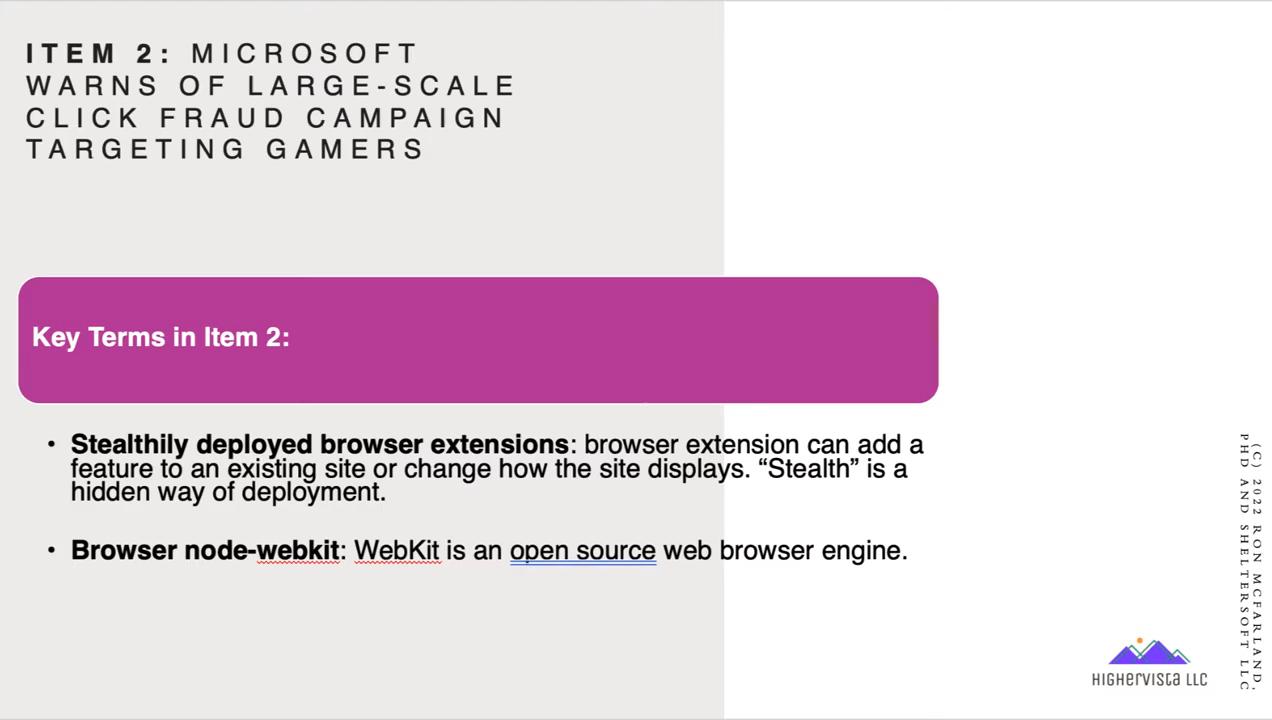 ITEM 2: MICROSOFT
WARNS OF LARGE-SCALE
CLICK FRAUD CAMPAIGN
TARGETING GAMERS
Key Terms in Item 2:
• Stealthily deployed browser extensions: browser extension can add a
feature to an existing site or change how the site displays. “Stealth” is a
hidden way of deployment.
• Browser node-webkit: WebKit is an open source web browser engine.
(C) 2022 RON MCFARLAND,
PHD AND SHELTERSOFT LLC
HIGHerVISTa LLC